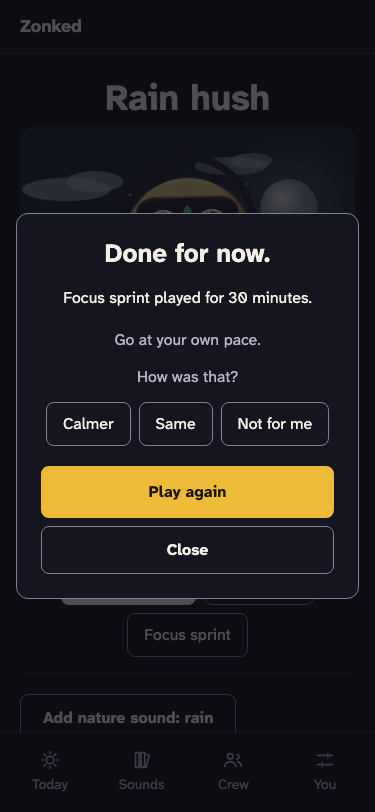 Zonked
Rain hush
Done for now.
Focus sprint played for 30 minutes.
Go at your own pace.
How was that?
Calmer
Same
Not for me
Play again
Close
Focus sprint
Add nature sound: rain
Today
Sounds
Crew
You